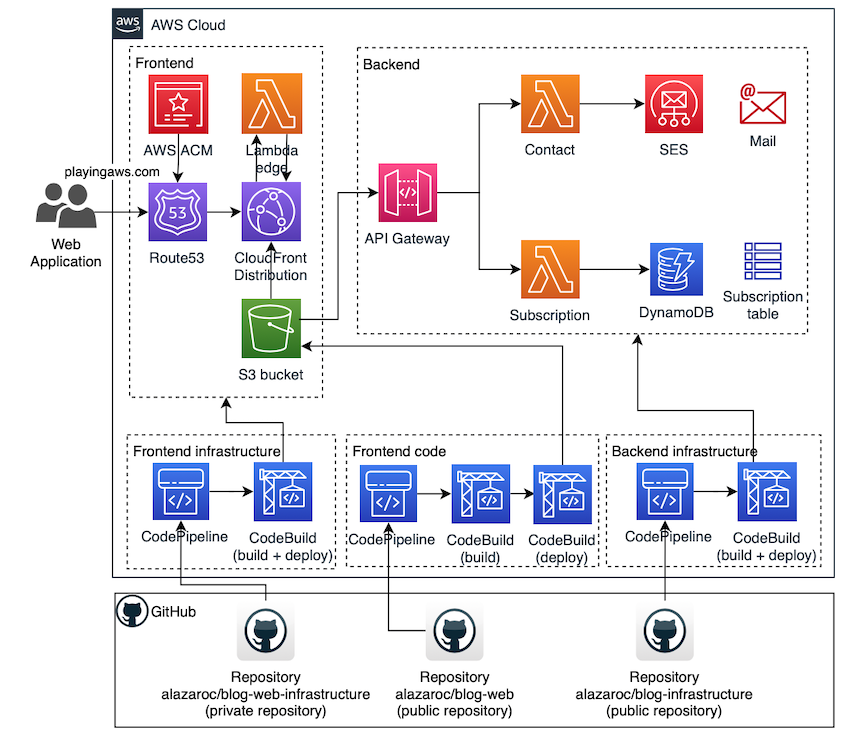 aws
AWS Cloud
Frontend
Backend
AWS ACM
Lambda
edge
Contact
SES
@
Mail
playingaws.com
53
Web
Application
Route53
CloudFront
Distribution
</>
API Gateway
Subscription
DynamoDB
Subscription
table
S3 bucket
Frontend infrastructure
Frontend code
Backend infrastructure
</>
</>
</>
</>
</>
</>
</>
CodePipeline
CodeBuild
(build + deploy)
CodePipeline
CodeBuild
(build)
CodeBuild
(deploy)
CodePipeline
CodeBuild
(build + deploy)
GitHub
Repository
alazaroc/blog-web-infrastructure
(private repository)
Repository
alazaroc/blog-web
(public repository)
Repository
alazaroc/blog-infrastructure
(public repository)